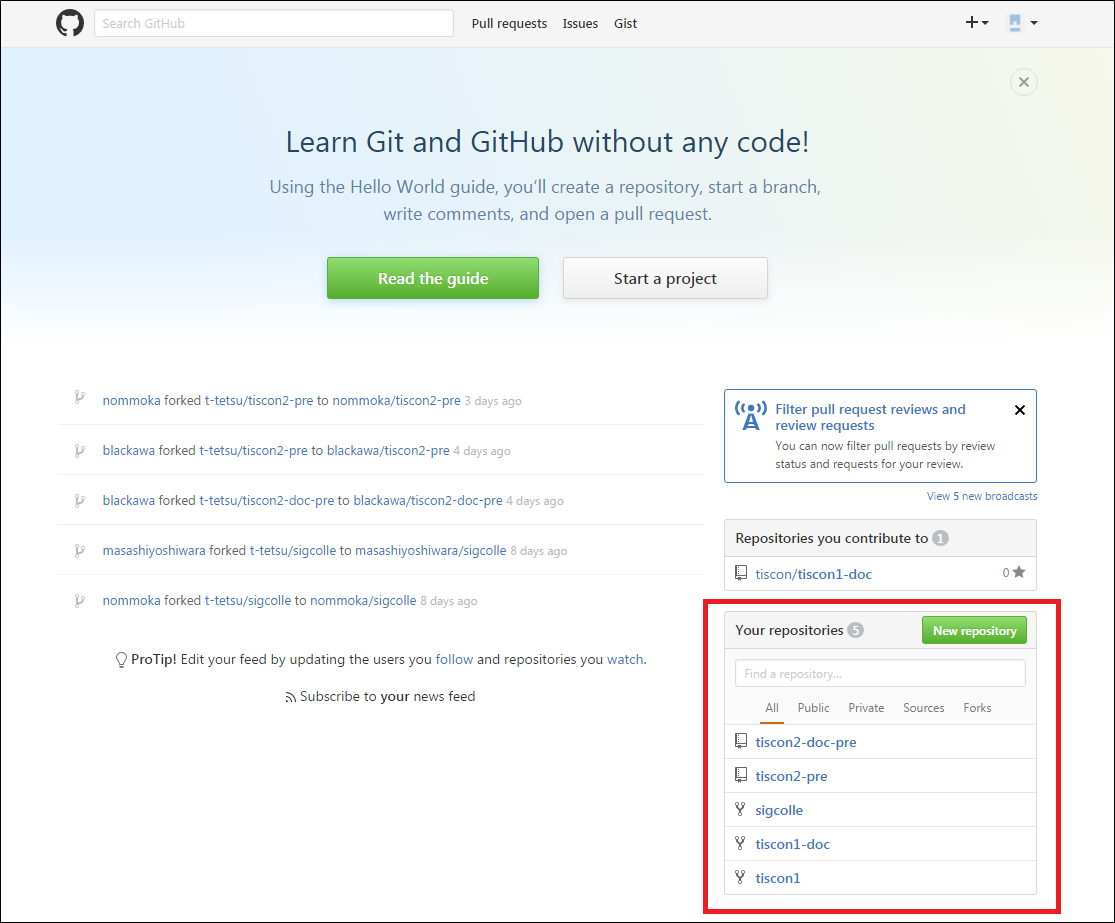 Search GitHub
Pull requests Issues Gist
Learn Git and GitHub without any code!
Using the Hello World guide, you’ll create a repository, start a branch,
write comments, and open a pull request.
Read the guide
Start a project
nommoka forked t-tetsu/tiscon2-pre to nommoka/tiscon2-pre 3 days ago
blackawa forked t-tetsu/tiscon2-pre to blackawa/tiscon2-pre 4 days ago
blackawa forked t-tetsu/tiscon2-doc-pre to blackawa/tiscon2-doc-pre 4 days ago
masashiyoshiwara forked t-tetsu/sigcolle to masashiyoshiwara/sigcolle 8 days ago
nommoka forked t-tetsu/sigcolle to nommoka/sigcolle 8 days ago
ProTip! Edit your feed by updating the users you follow and repositories you watch.
Subscribe to your news feed
Filter pull request reviews and
review requests
You can now filter pull requests by review
status and requests for your review.
View 5 new broadcasts
Repositories you contribute to 1
tiscon/tiscon1-doc 0
Your repositories 5
New repository
Find a repository...
All Public Private Sources Forks
tiscon2-doc-pre
tiscon2-pre
sigcolle
tiscon1-doc
tiscon1